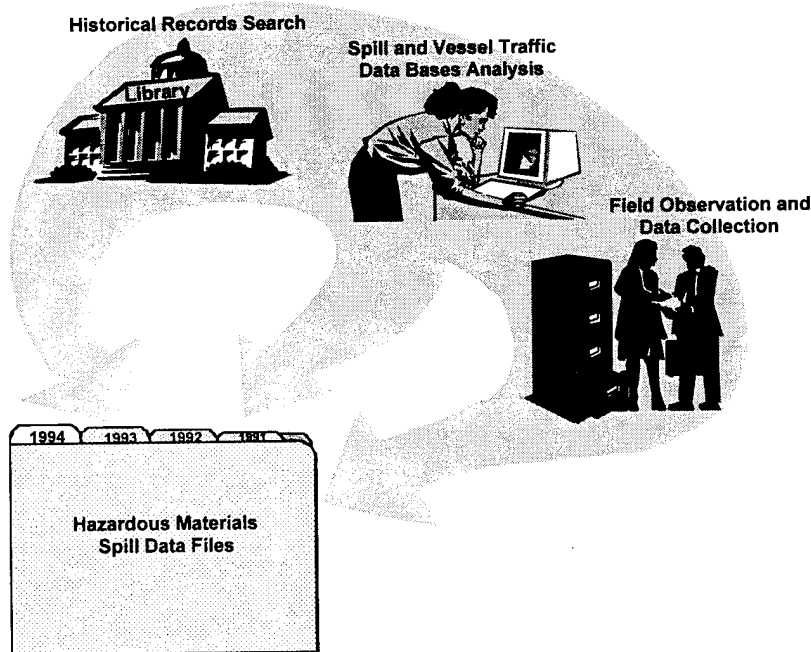 Historical Records Search
Library
Spill and Vessel Traffic
Data Bases Analysis
Field Observation and
Data Collection
1994 1993 1992 1991
Hazardous Materials
Spill Data Files